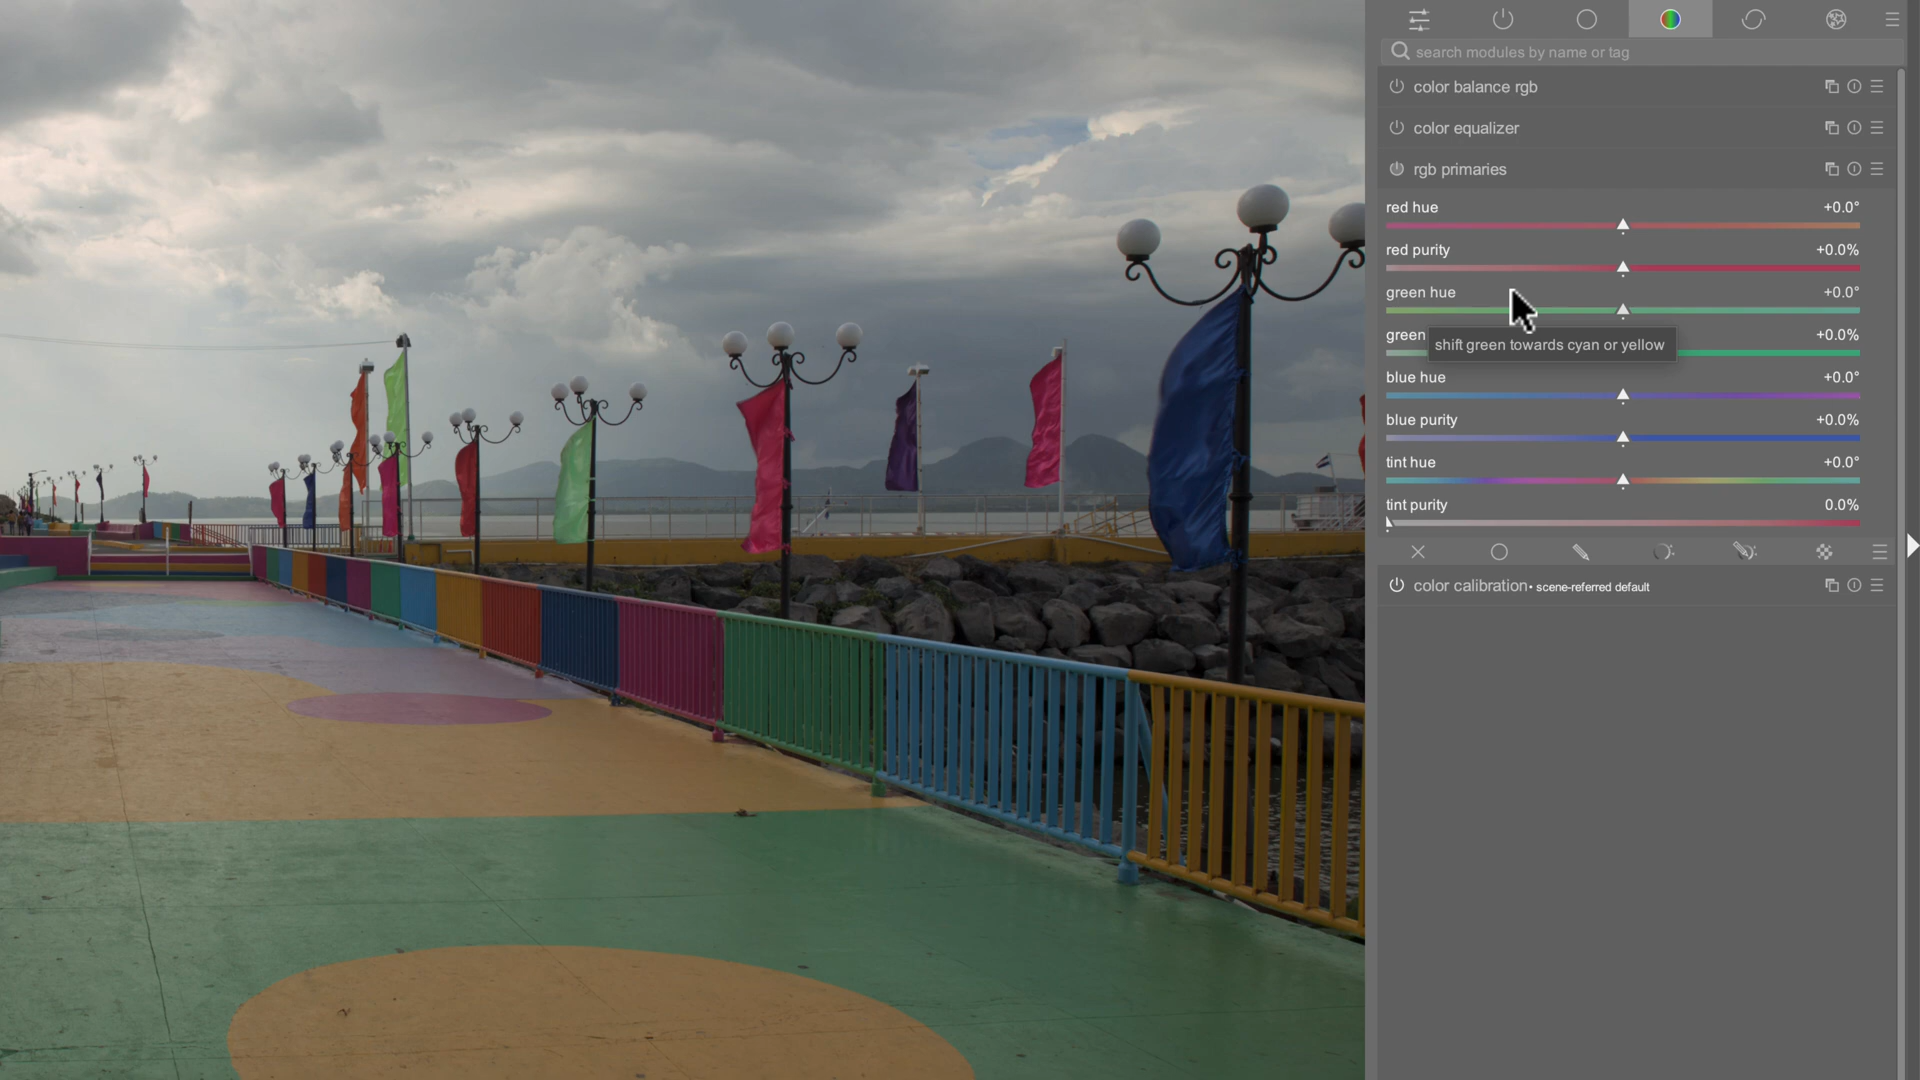 search modules by name or tag
color balance rgb
color equalizer
rgb primaries
red hue +0.0°
red purity +0.0%
green hue +0.0°
green +0.0%
shift green towards cyan or yellow
blue hue +0.0°
blue purity +0.0%
tint hue +0.0°
tint purity 0.0%
color calibration • scene-referred default